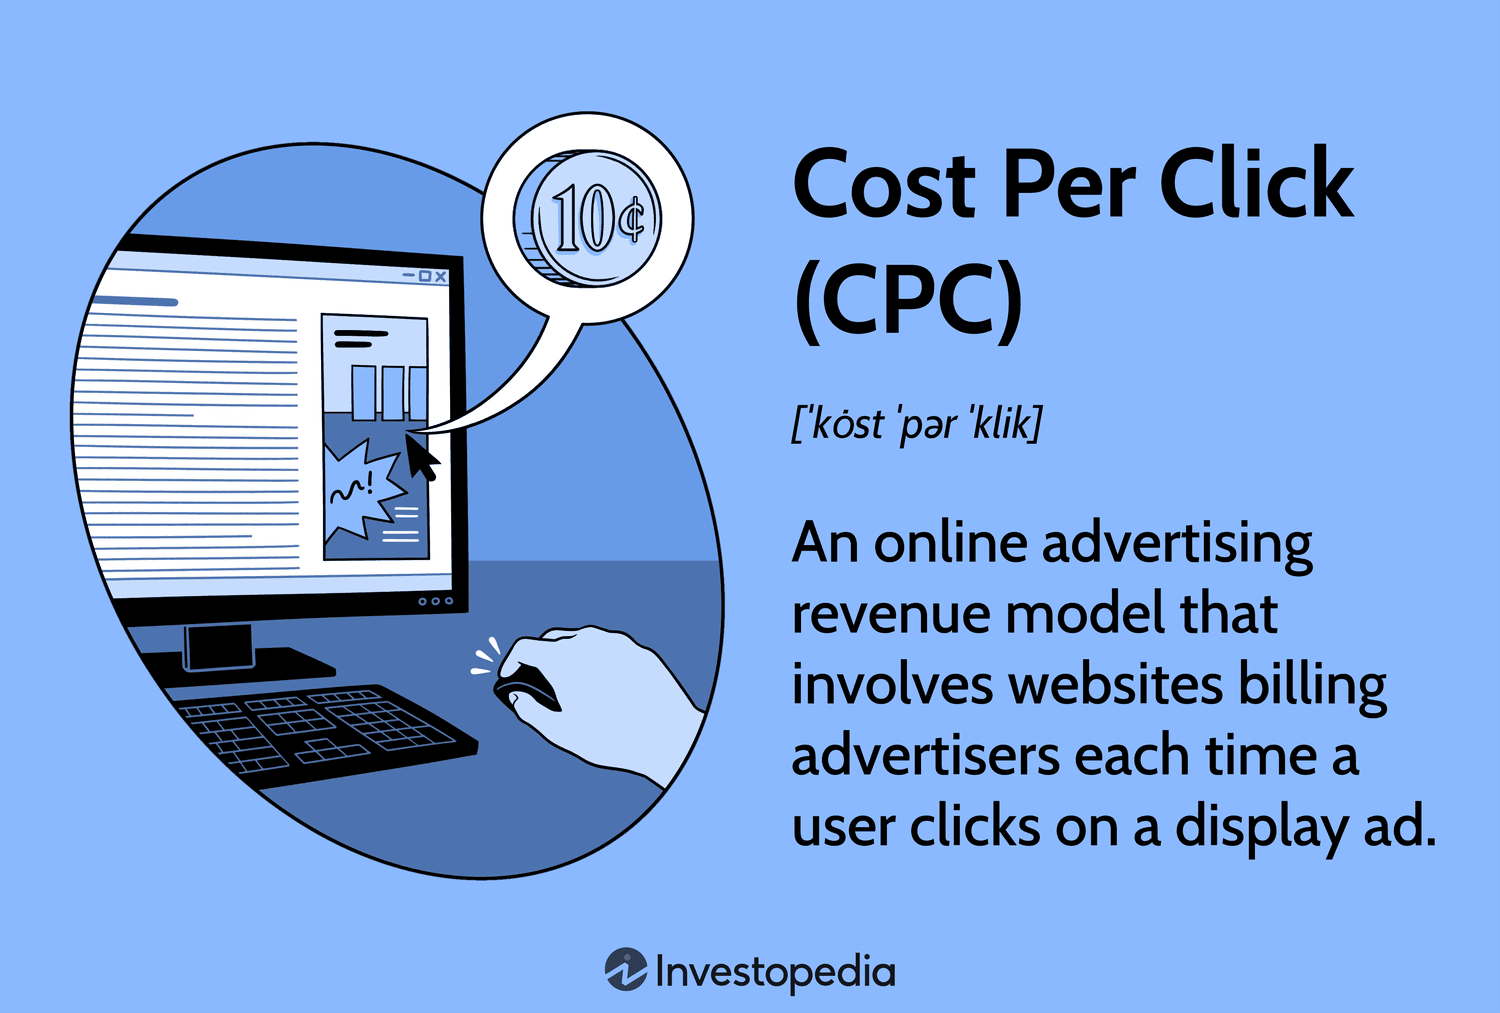 10¢
Cost Per Click
(CPC)
[ˈkȯst ˈpər ˈklik]
An online advertising
revenue model that
involves websites billing
advertisers each time a
user clicks on a display ad.
Investopedia